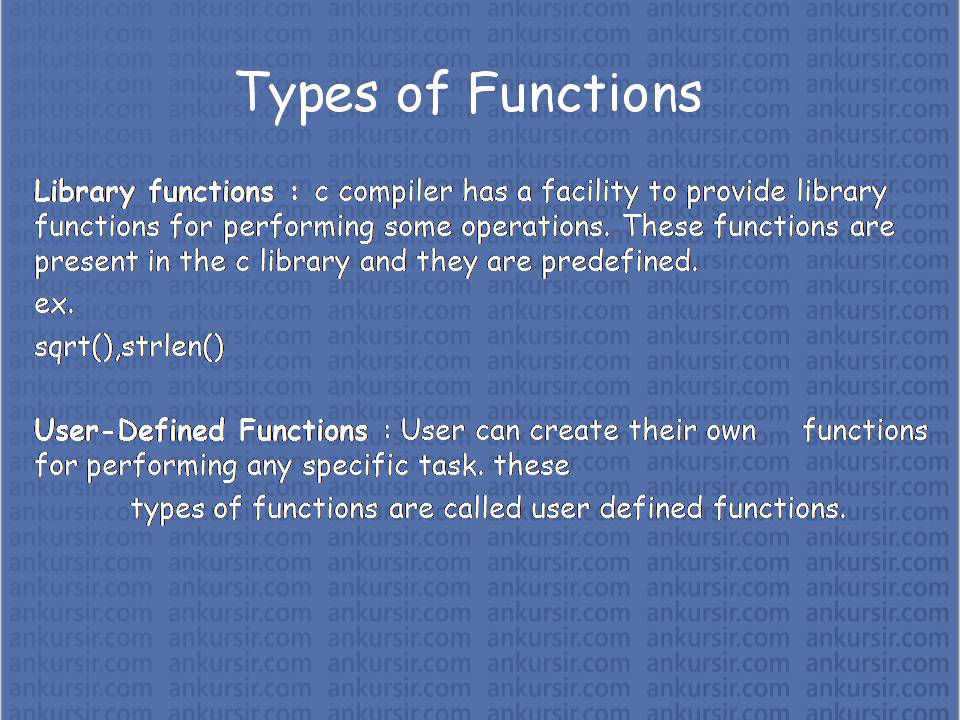 Types of Functions
Library functions : c compiler has a facility to provide library
functions for performing some operations. These functions are
present in the c library and they are predefined.
ex.
sqrt(),strlen()
User-Defined Functions : User can create their own functions
for performing any specific task. these
types of functions are called user defined functions.